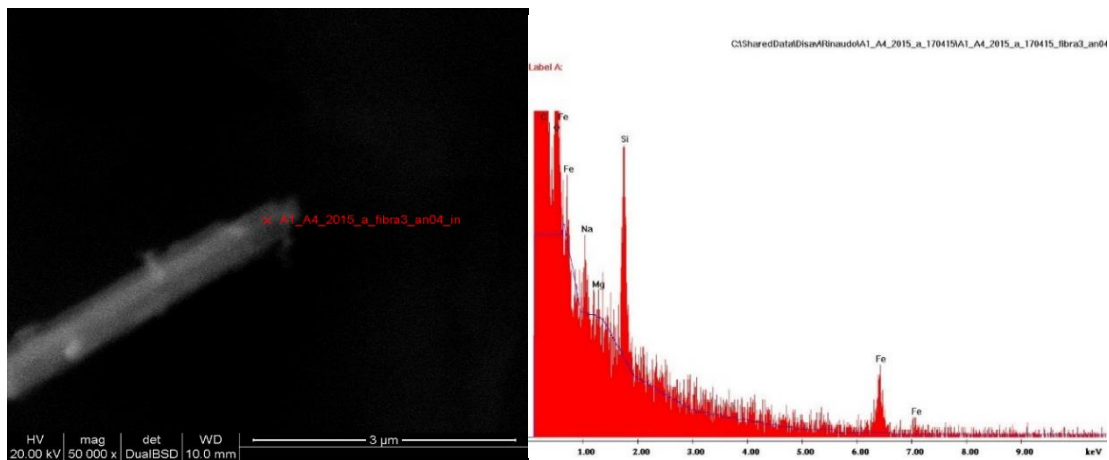 C:\SharedData\Disav\Rinaudo\A1_A4_2015_a_170415\A1_A4_2015_a_170415_fibra3_an04
Label A:
C
O
Fe
Si
Fe
Na
Mg
Fe
Fe
1.00 2.00 3.00 4.00 5.00 6.00 7.00 8.00 9.00 keV
A1_A4_2015_a_fibra3_an04_in
HV mag det WD
20.00 kV 50 000 x DualBSD 10.0 mm
3 µm